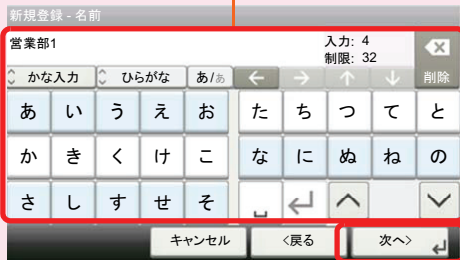 新規登録 - 名前
営業部1
入力: 4
制限: 32
かな入力 ひらがな あ/ぁ ← → ↑ ↓ 削除
あ い う え お た ち つ て と
か き く け こ な に ぬ ね の
さ し す せ そ
キャンセル <戻る 次へ>